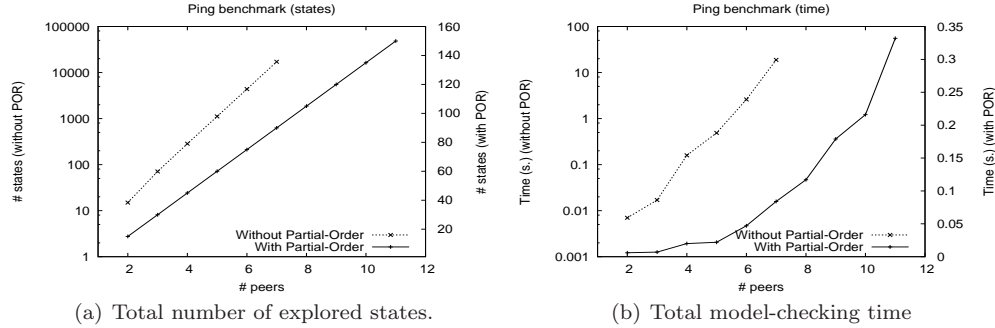 Ping benchmark (states)
100000
10000
1000
100
10
1
160
140
120
100
80
60
40
20
2 4 6 8 10 12
# states (without POR)
# states (with POR)
# peers
Without Partial-Order
With Partial-Order
(a) Total number of explored states.
Ping benchmark (time)
100
10
1
0.1
0.01
0.001
0.35
0.3
0.25
0.2
0.15
0.1
0.05
0
2 4 6 8 10 12
Time (s.) (without POR)
Time (s.) (with POR)
# peers
Without Partial-Order
With Partial-Order
(b) Total model-checking time